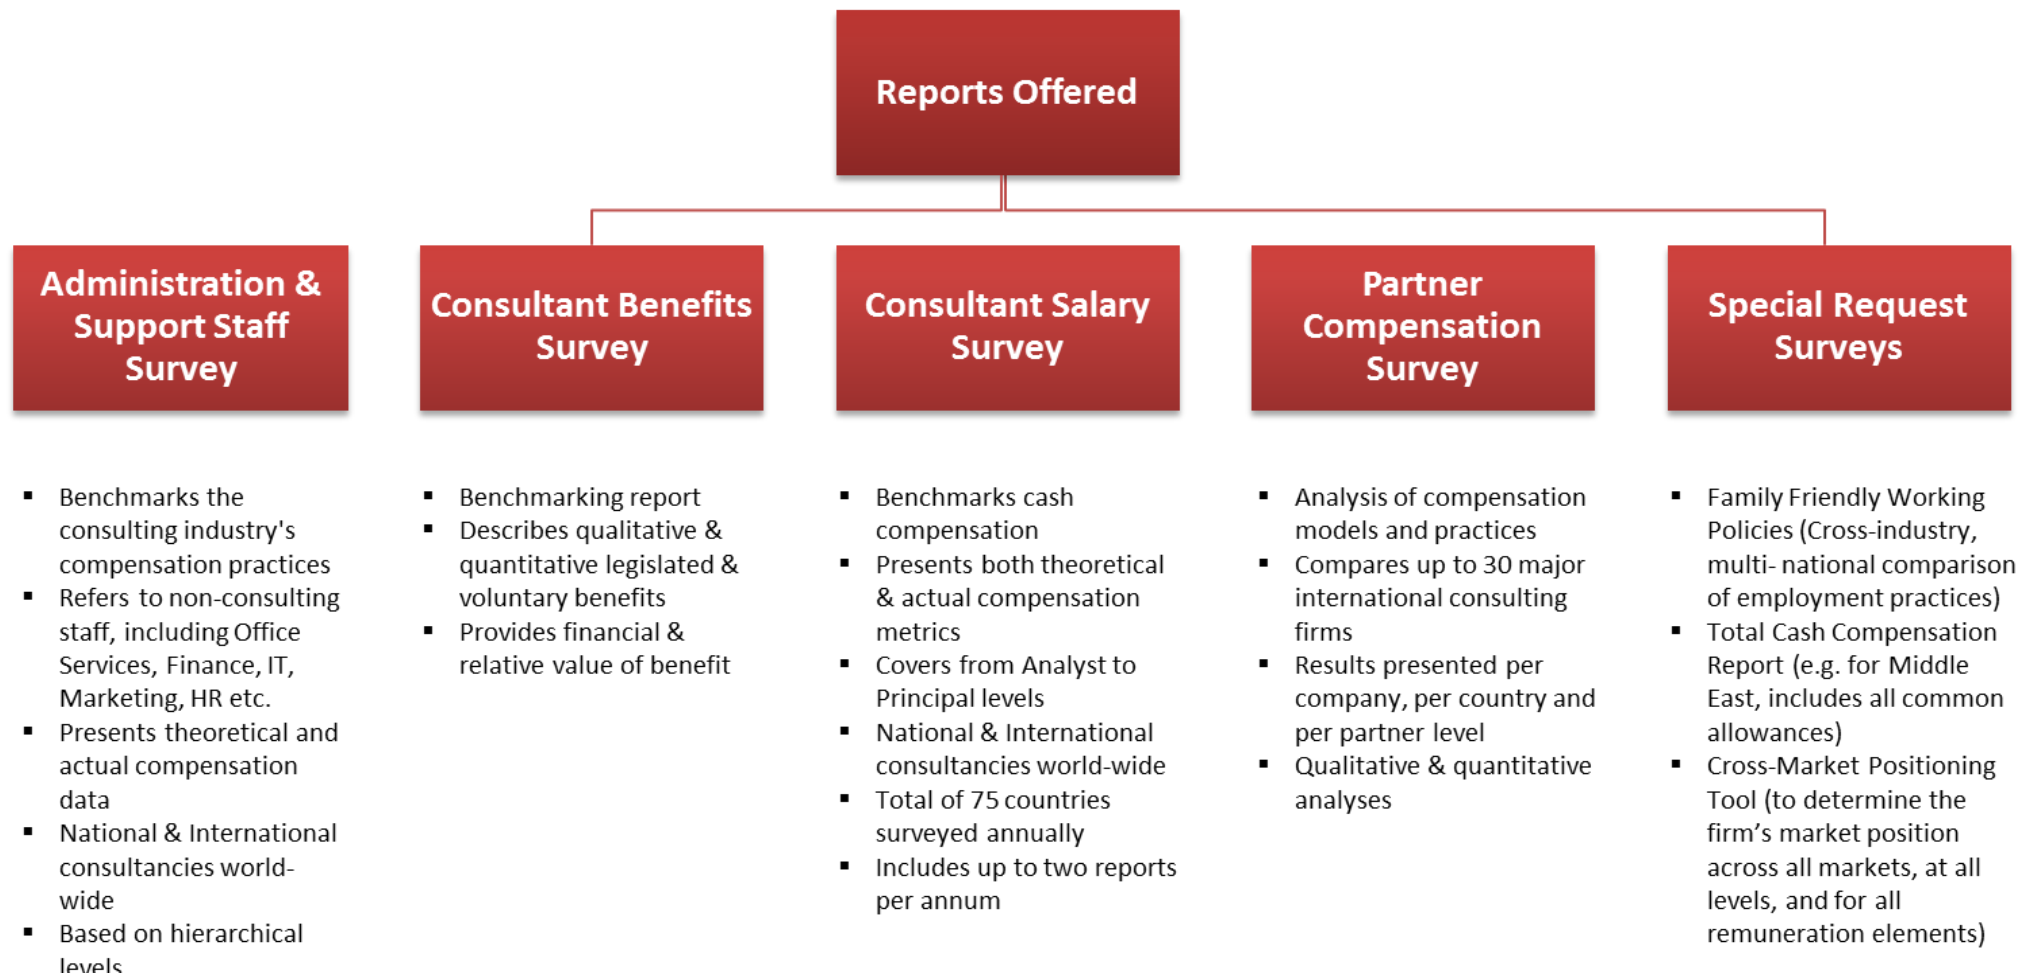 Reports Offered
Administration &
Support Staff
Survey
Consultant Benefits
Survey
Consultant Salary
Survey
Partner
Compensation
Survey
Special Request
Surveys
▪ Benchmarks the
consulting industry's
compensation practices
▪ Refers to non-consulting
staff, including Office
Services, Finance, IT,
Marketing, HR etc.
▪ Presents theoretical and
actual compensation
data
▪ National & International
consultancies world-
wide
▪ Based on hierarchical
levels
▪ Benchmarking report
▪ Describes qualitative &
quantitative legislated &
voluntary benefits
▪ Provides financial &
relative value of benefit
▪ Benchmarks cash
compensation
▪ Presents both theoretical
& actual compensation
metrics
▪ Covers from Analyst to
Principal levels
▪ National & International
consultancies world-wide
▪ Total of 75 countries
surveyed annually
▪ Includes up to two reports
per annum
▪ Analysis of compensation
models and practices
▪ Compares up to 30 major
international consulting
firms
▪ Results presented per
company, per country and
per partner level
▪ Qualitative & quantitative
analyses
▪ Family Friendly Working
Policies (Cross-industry,
multi- national comparison
of employment practices)
▪ Total Cash Compensation
Report (e.g. for Middle
East, includes all common
allowances)
▪ Cross-Market Positioning
Tool (to determine the
firm’s market position
across all markets, at all
levels, and for all
remuneration elements)